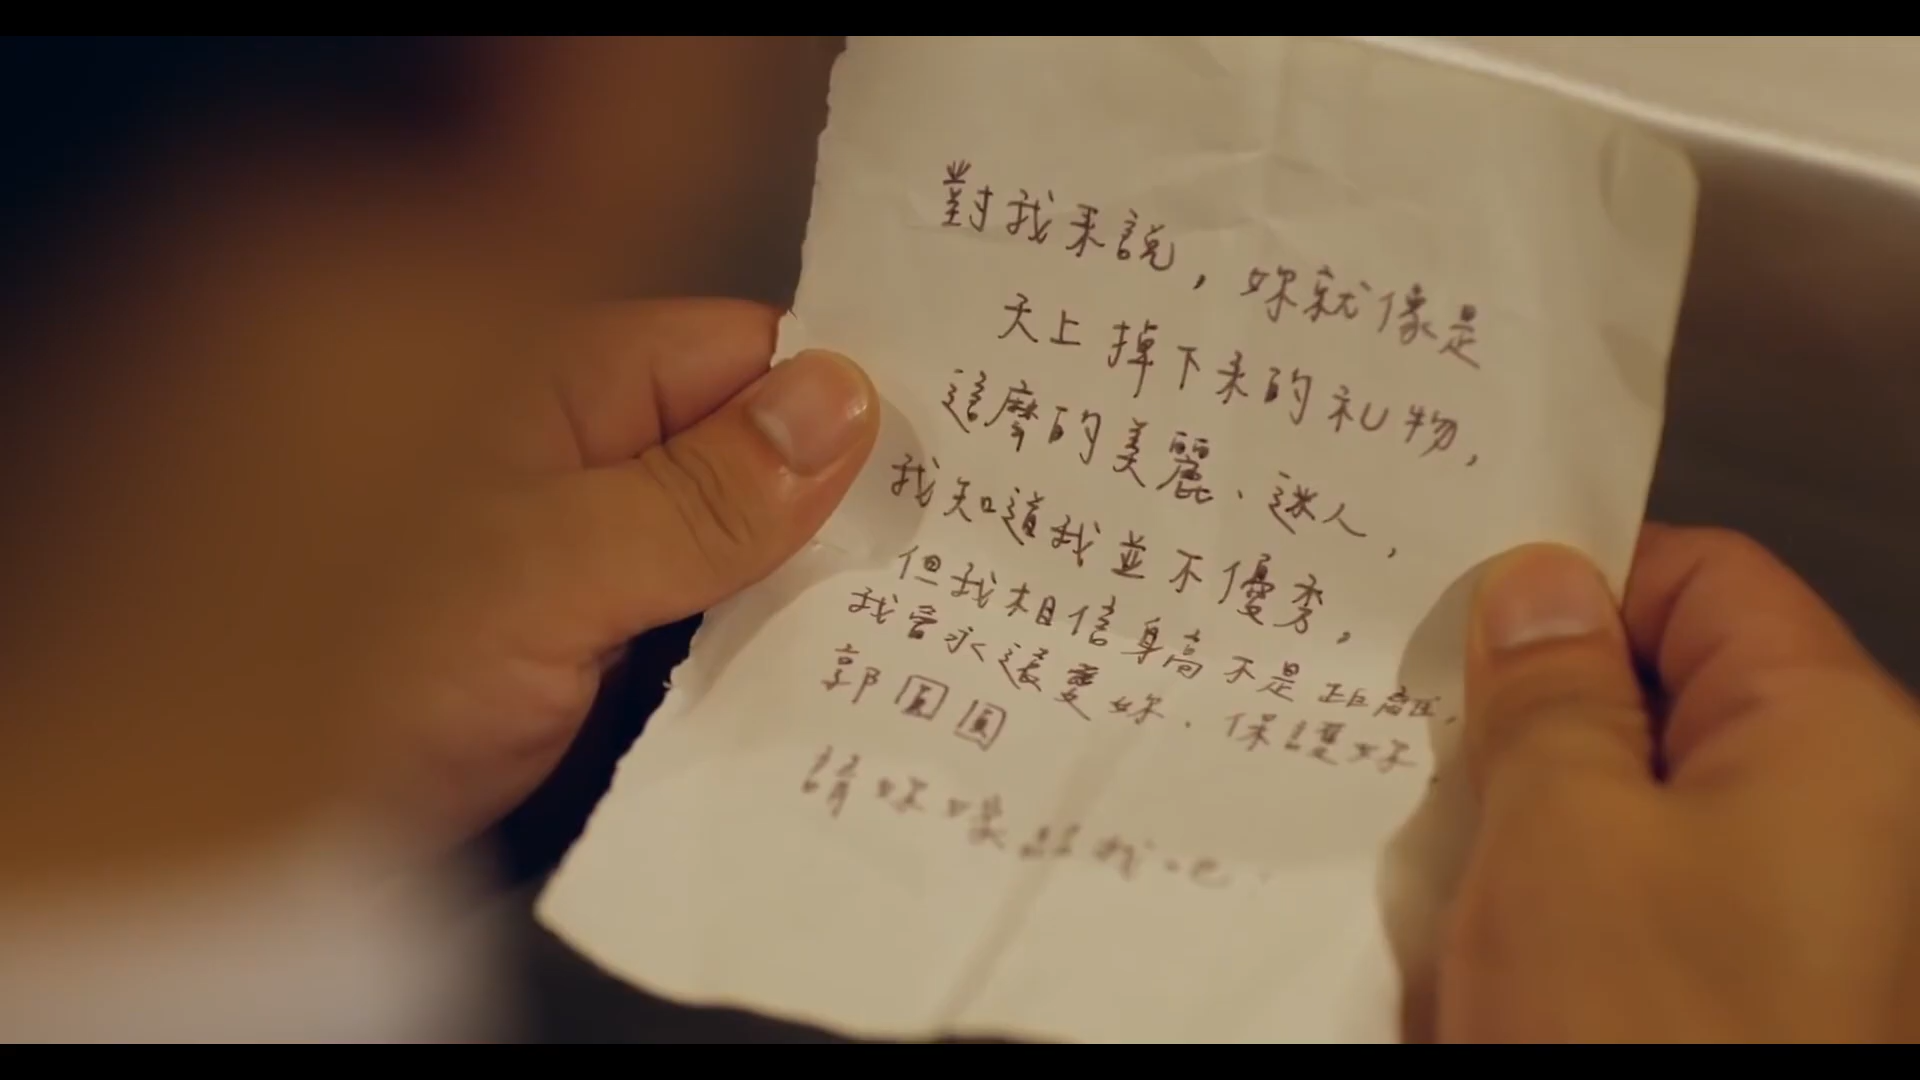 對我来說，妳就像是
天上掉下来的礼物，
這麼的美麗、迷人，
我知道我並不優秀，
但我相信身高不是距離，
我會永遠愛妳．保護妳．
郭圓圓
請妳嫁給我吧．